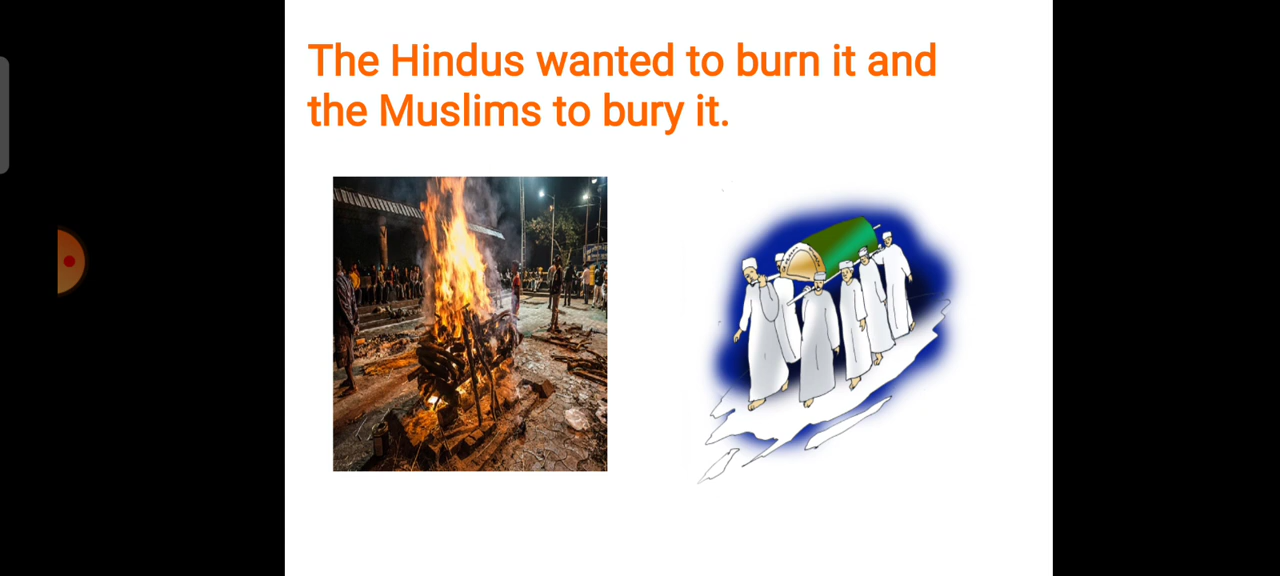 The Hindus wanted to burn it and
the Muslims to bury it.